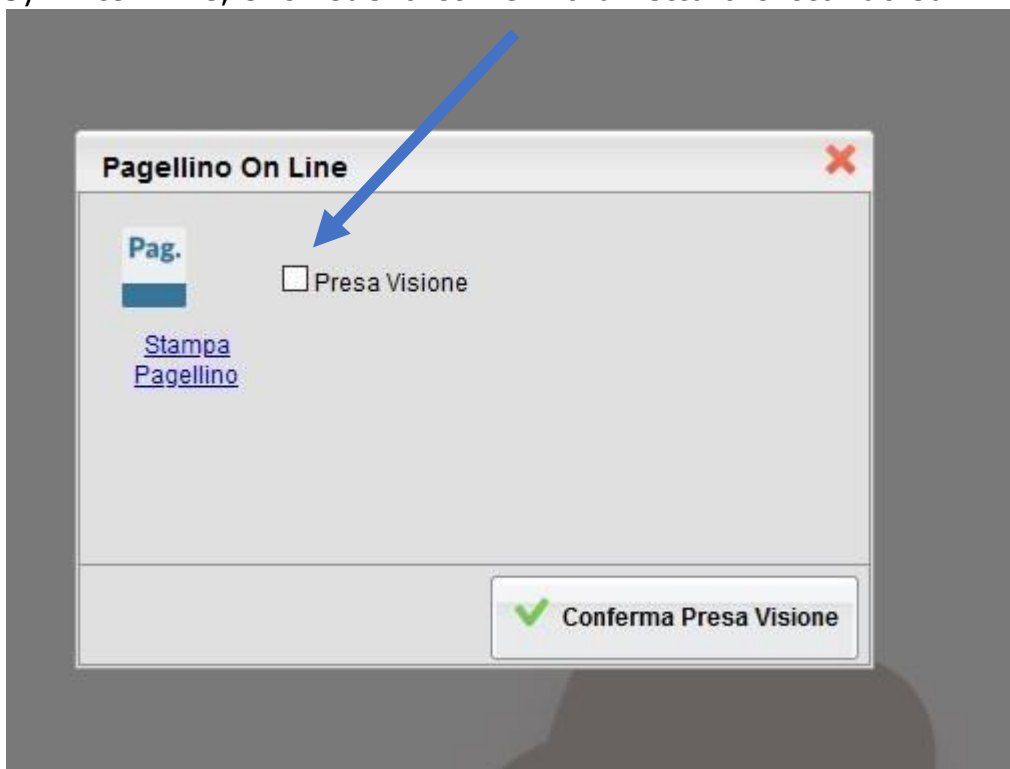 Pagellino On Line
Pag.
Presa Visione
Stampa
Pagellino
Conferma Presa Visione